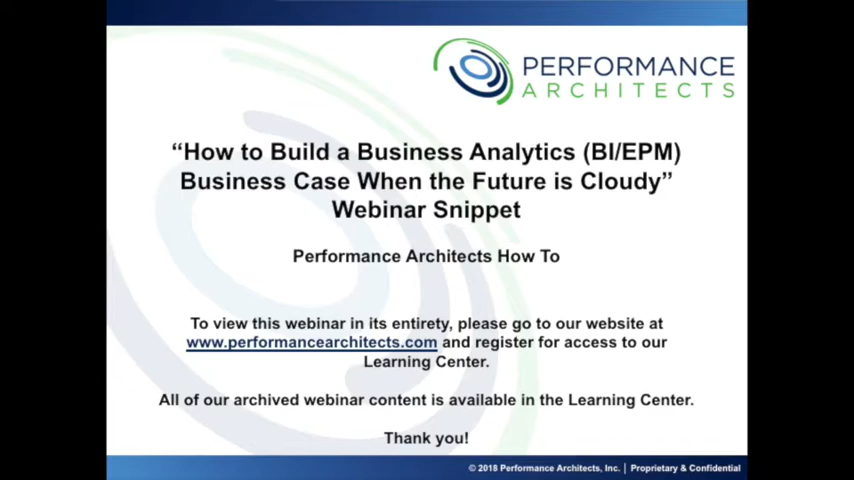 PERFORMANCE
ARCHITECTS
“How to Build a Business Analytics (BI/EPM)
Business Case When the Future is Cloudy”
Webinar Snippet
Performance Architects How To
To view this webinar in its entirety, please go to our website at
www.performancearchitects.com and register for access to our
Learning Center.
All of our archived webinar content is available in the Learning Center.
Thank you!
© 2018 Performance Architects, Inc. | Proprietary & Confidential